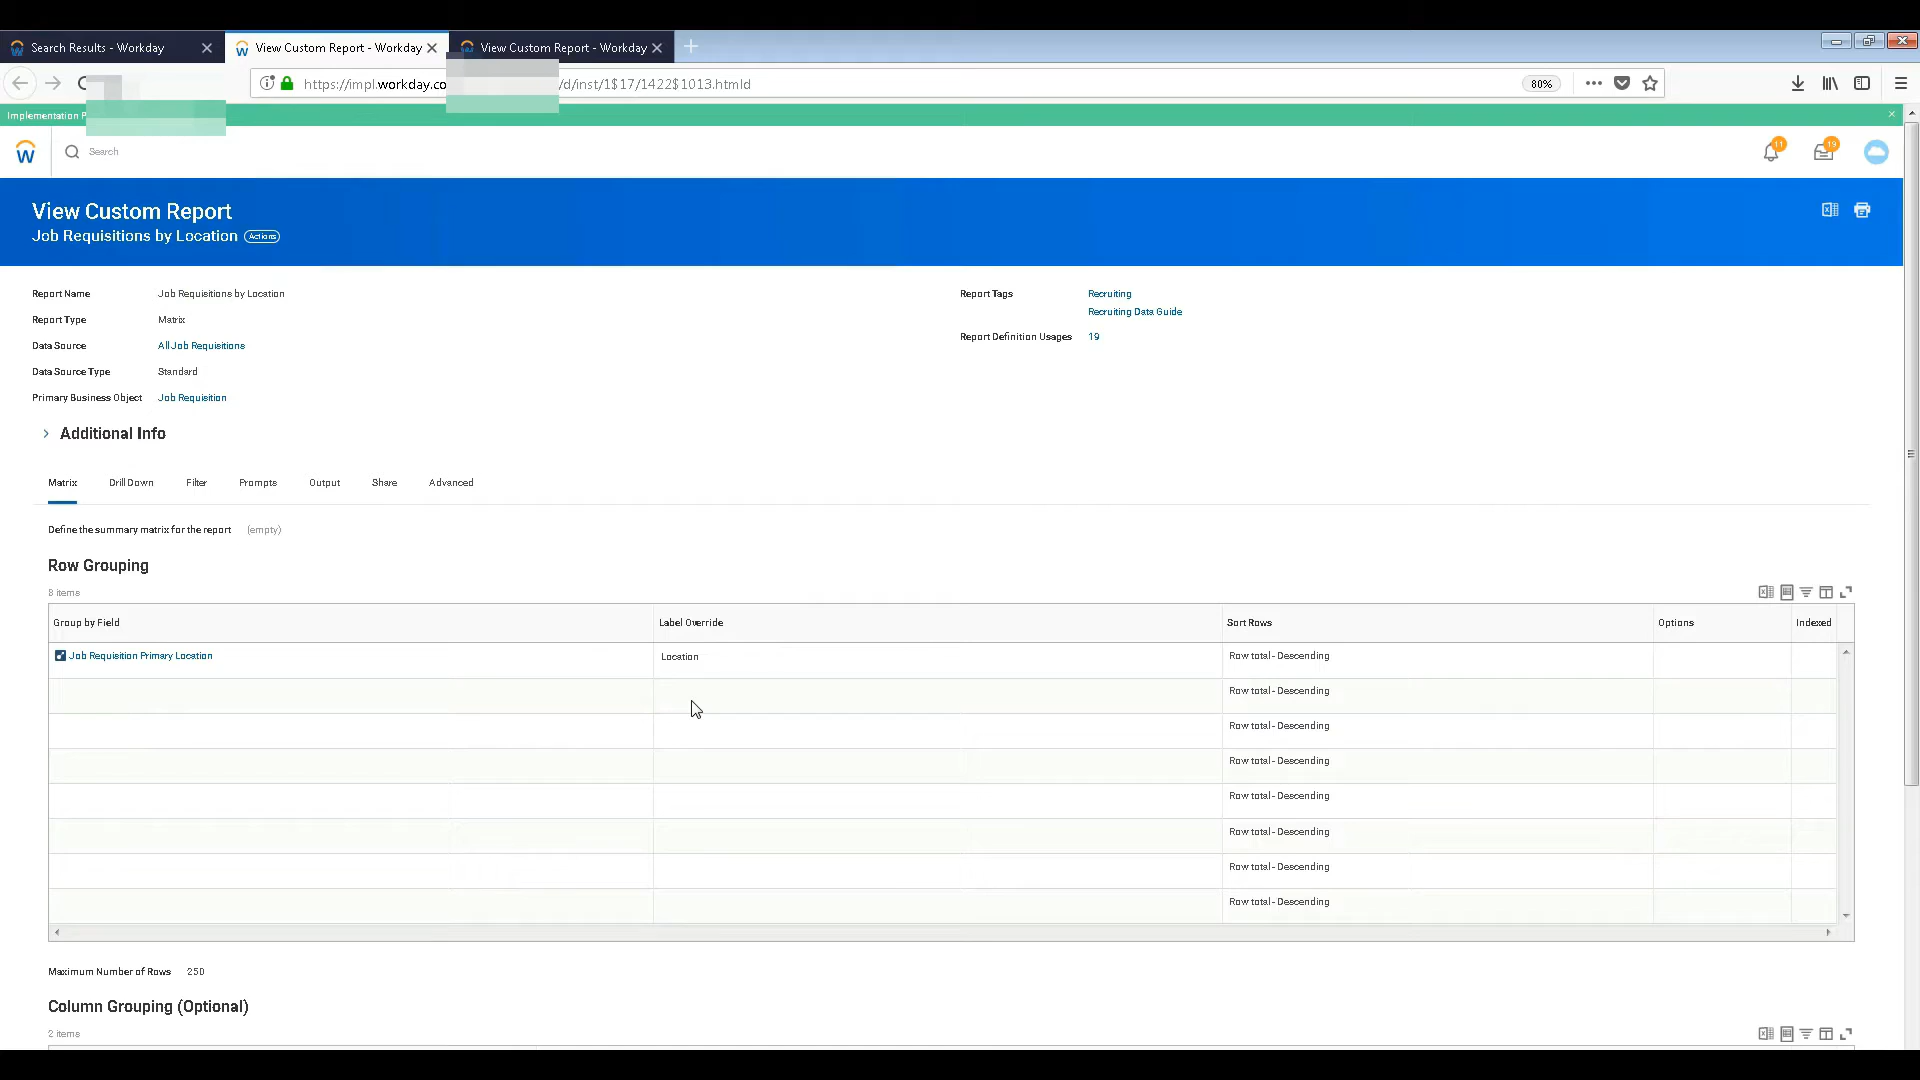 Search Results - Workday
View Custom Report - Workday
View Custom Report - Workday
https://impl.workday.co
/d/inst/1$17/1422$1013.htmld
80%
Implementation P
W
Search
11
19
View Custom Report
Job Requisitions by Location Actions
Report Name Job Requisitions by Location
Report Type Matrix
Data Source All Job Requisitions
Data Source Type Standard
Primary Business Object Job Requisition
Report Tags Recruiting
Recruiting Data Guide
Report Definition Usages 19
Additional Info
Matrix Drill Down Filter Prompts Output Share Advanced
Define the summary matrix for the report (empty)
Row Grouping
8 items
Group by Field Label Override Sort Rows Options Indexed
Job Requisition Primary Location Location Row total - Descending
Row total - Descending
Row total - Descending
Row total - Descending
Row total - Descending
Row total - Descending
Row total - Descending
Row total - Descending
Maximum Number of Rows 250
Column Grouping (Optional)
2 items